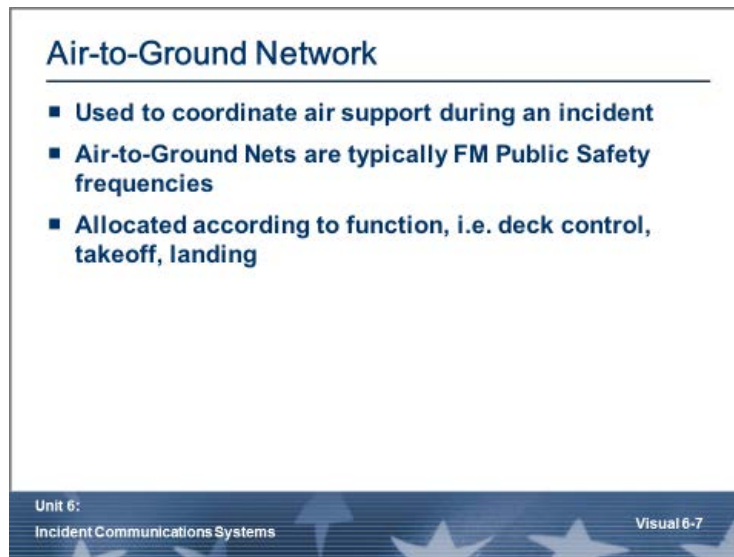 Air-to-Ground Network
Used to coordinate air support during an incident
Air-to-Ground Nets are typically FM Public Safety
frequencies
Allocated according to function, i.e. deck control,
takeoff, landing
Unit 6:
Incident Communications Systems
Visual 6-7